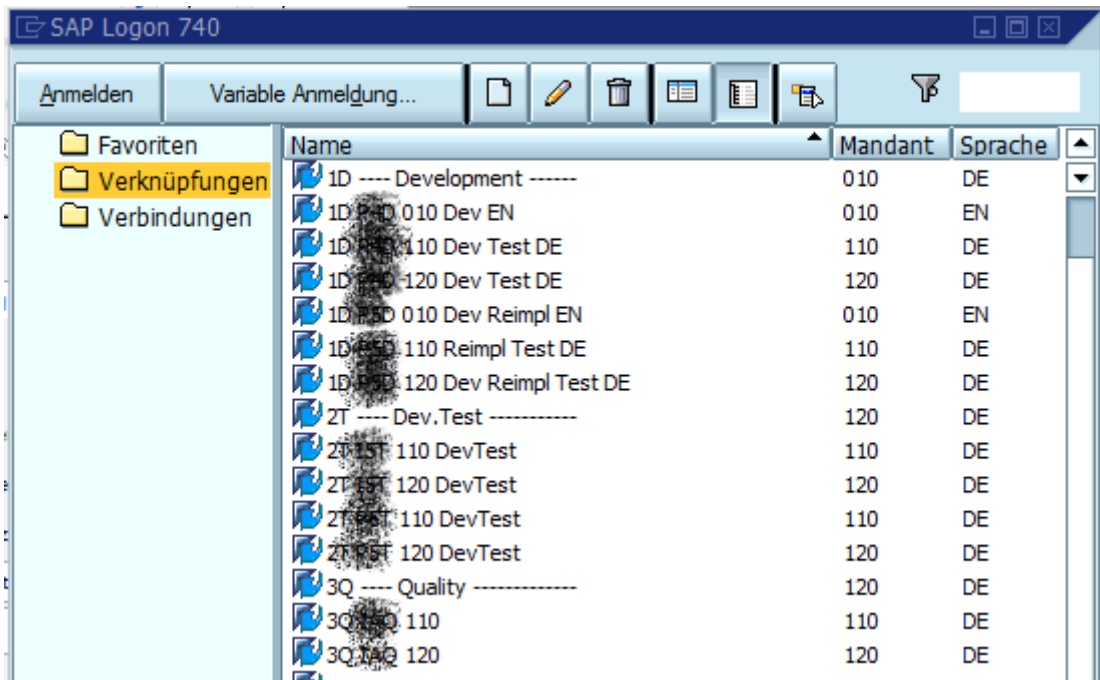 SAP Logon 740
Anmelden Variable Anmeldung...
Favoriten
Verknüpfungen
Verbindungen
Name Mandant Sprache
1D ---- Development ------ 010 DE
1D 010 Dev EN 010 EN
1D 110 Dev Test DE 110 DE
1D 120 Dev Test DE 120 DE
1D 010 Dev Reimpl EN 010 EN
1D 110 Reimpl Test DE 110 DE
1D 120 Dev Reimpl Test DE 120 DE
2T ---- Dev.Test ----------- 120 DE
2T 110 DevTest 110 DE
2T 120 DevTest 120 DE
2T 110 DevTest 110 DE
2T 120 DevTest 120 DE
3Q ---- Quality ------------- 120 DE
3Q 110 110 DE
3Q 120 120 DE